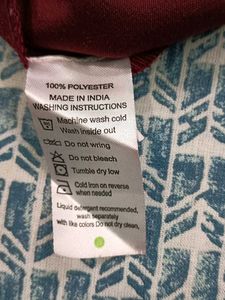 100% POLYESTER
MADE IN INDIA
WASHING INSTRUCTIONS
Machine wash cold
Wash inside out
Do not wring
Do not bleach
Tumble dry low
Cold Iron on reverse
when needed
Liquid detergent recommended,
wash separately
with like colors Do not dry clean,